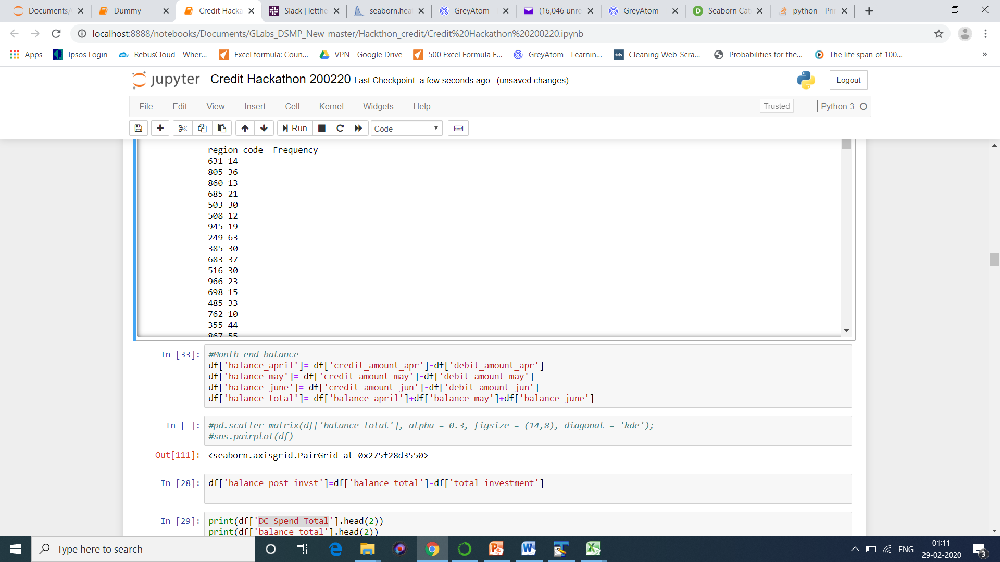 Documents/
Dummy
Credit Hacka
Slack | letthe
seaborn.hea
GreyAtom -
(16,046 unre
GreyAtom -
Seaborn Cat
python - Pri
localhost:8888/notebooks/Documents/GLabs_DSMP_New-master/Hackthon_credit/Credit%20Hackathon%20200220.ipynb
Apps
Ipsos Login
RebusCloud - Wher...
Excel formula: Coun...
VPN - Google Drive
500 Excel Formula E...
GreyAtom - Learnin...
tds
Cleaning Web-Scra...
Probabilities for the...
The life span of 100...
»
jupyter Credit Hackathon 200220 Last Checkpoint: a few seconds ago (unsaved changes)
Logout
File Edit View Insert Cell Kernel Widgets Help
Trusted
Python 3
Run
Code
region_code  Frequency
631 14
805 36
860 13
685 21
503 30
508 12
945 19
249 63
385 30
683 37
516 30
966 23
698 15
485 33
762 10
355 44
867 55
In [33]: #Month end balance
df['balance_april']= df['credit_amount_apr']-df['debit_amount_apr']
df['balance_may']= df['credit_amount_may']-df['debit_amount_may']
df['balance_june']= df['credit_amount_jun']-df['debit_amount_jun']
df['balance_total']= df['balance_april']+df['balance_may']+df['balance_june']
In [ ]: #pd.scatter_matrix(df['balance_total'], alpha = 0.3, figsize = (14,8), diagonal = 'kde');
#sns.pairplot(df)
Out[111]: <seaborn.axisgrid.PairGrid at 0x275f28d3550>
In [28]: df['balance_post_invst']=df['balance_total']-df['total_investment']
In [29]: print(df['DC_Spend_Total'].head(2))
print(df['balance_total'].head(2))
Type here to search
ENG
01:11
29-02-2020
3